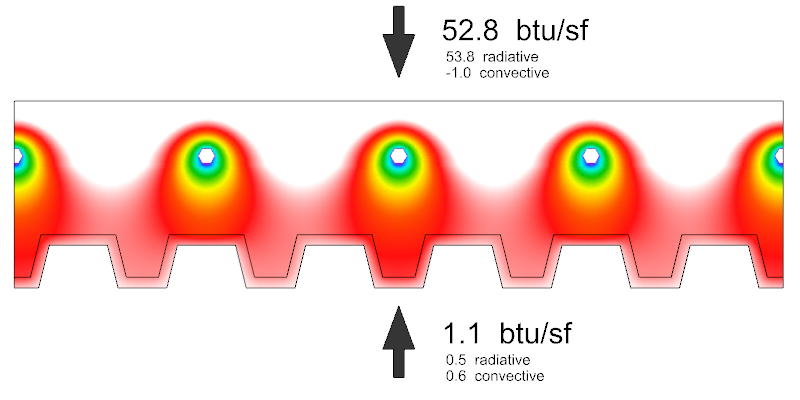 52.8 btu/sf
53.8 radiative
-1.0 convective
1.1 btu/sf
0.5 radiative
0.6 convective